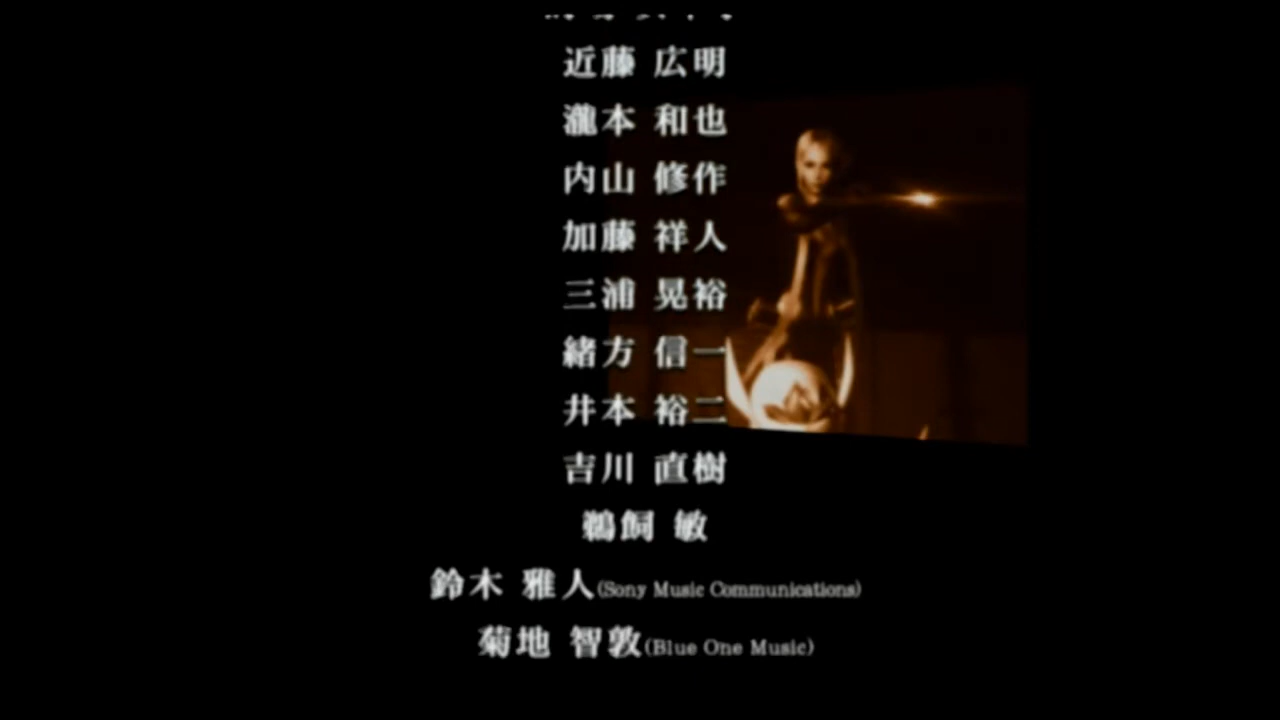 近藤 広明
瀧本 和也
内山 修作
加藤 祥人
三浦 晃裕
緒方 信一
井本 裕二
吉川 直樹
鵜飼 敏
鈴木 雅人(Sony Music Communications)
菊地 智敦(Blue One Music)